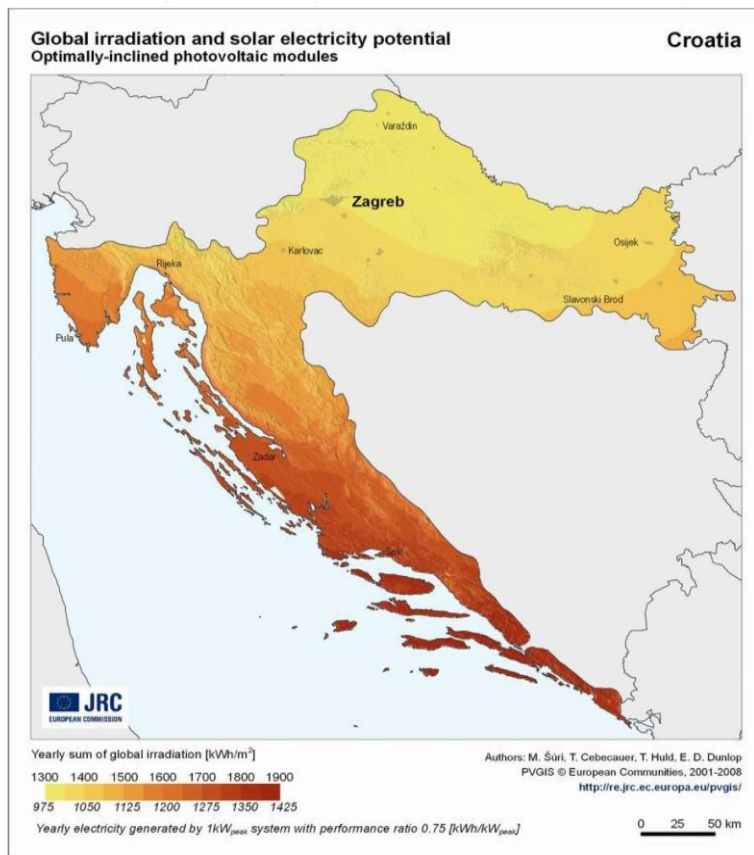 Global irradiation and solar electricity potential
Optimally-inclined photovoltaic modules
Croatia
Varaždin
Zagreb
Karlovac
Osijek
Rijeka
Slavonski Brod
Pula
Zadar
Split
JRC
EUROPEAN COMMISSION
Yearly sum of global irradiation [kWh/m²]
1300 1400 1500 1600 1700 1800 1900
975 1050 1125 1200 1275 1350 1425
Yearly electricity generated by 1kWpeak system with performance ratio 0.75 [kWh/kWpeak]
Authors: M. Šúri, T. Cebecauer, T. Huld, E. D. Dunlop
PVGIS © European Communities, 2001-2008
http://re.jrc.ec.europa.eu/pvgis/
0 25 50 km